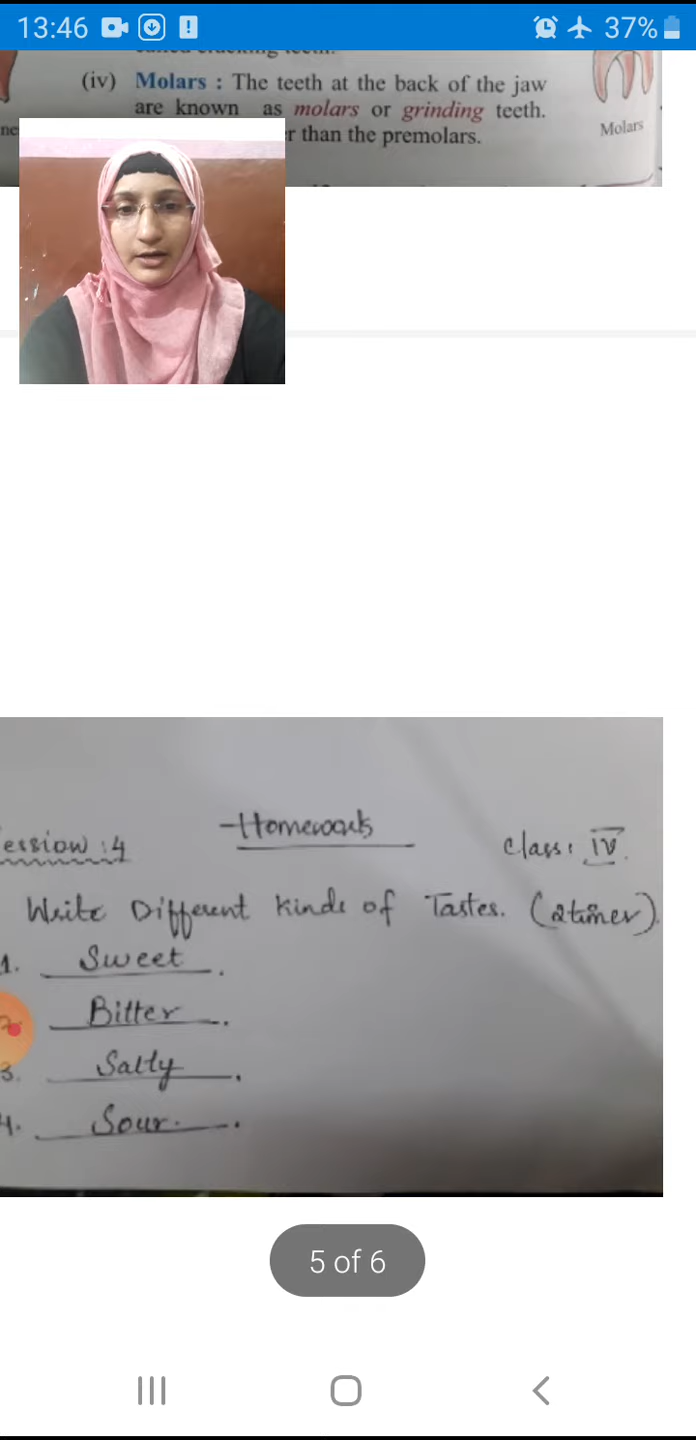 13:46
37%
(iv) Molars : The teeth at the back of the jaw
are known as molars or grinding teeth.
r than the premolars.
Molars
Homework
ession : 4
Class : IV
Write Different kinds of Tastes. (2times).
1. Sweet.
Bitter.
3. Salty.
4. Sour.
5 of 6